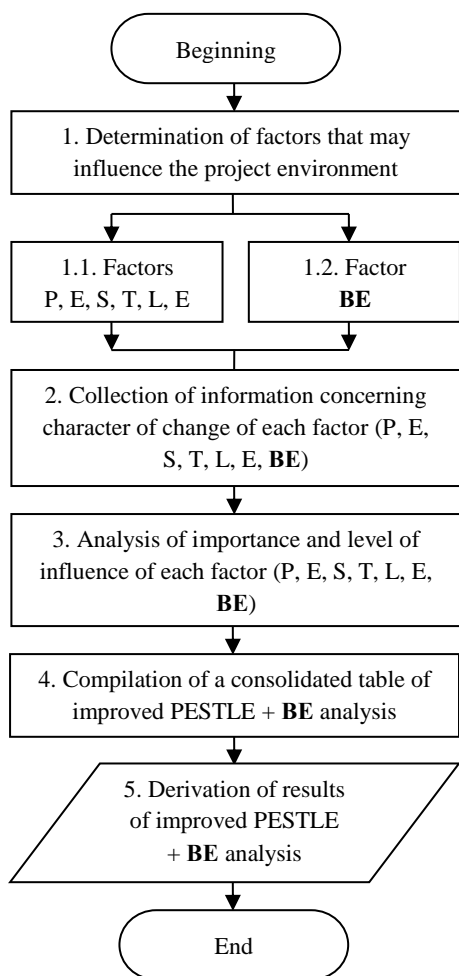 Beginning
1. Determination of factors that may
influence the project environment
1.1. Factors
P, E, S, T, L, E
1.2. Factor
BE
2. Collection of information concerning
character of change of each factor (P, E,
S, T, L, E, BE)
3. Analysis of importance and level of
influence of each factor (P, E, S, T, L, E,
BE)
4. Compilation of a consolidated table of
improved PESTLE + BE analysis
5. Derivation of results
of improved PESTLE
+ BE analysis
End